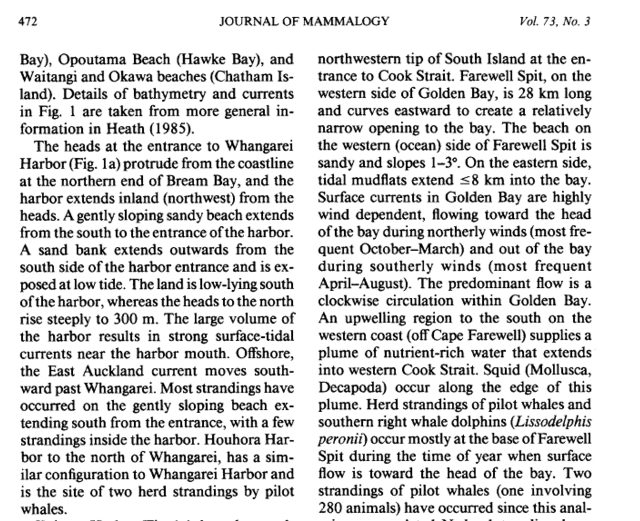 472
JOURNAL OF MAMMALOGY
Vol. 73, No. 3
Bay), Opoutama Beach (Hawke Bay), and
Waitangi and Okawa beaches (Chatham Is-
land). Details of bathymetry and currents
in Fig. 1 are taken from more general in-
formation in Heath (1985).
The heads at the entrance to Whangarei
Harbor (Fig. 1a) protrude from the coastline
at the northern end of Bream Bay, and the
harbor extends inland (northwest) from the
heads. A gently sloping sandy beach extends
from the south to the entrance of the harbor.
A sand bank extends outwards from the
south side of the harbor entrance and is ex-
posed at low tide. The land is low-lying south
of the harbor, whereas the heads to the north
rise steeply to 300 m. The large volume of
the harbor results in strong surface-tidal
currents near the harbor mouth. Offshore,
the East Auckland current moves south-
ward past Whangarei. Most strandings have
occurred on the gently sloping beach ex-
tending south from the entrance, with a few
strandings inside the harbor. Houhora Har-
bor to the north of Whangarei, has a sim-
ilar configuration to Whangarei Harbor and
is the site of two herd strandings by pilot
whales.
northwestern tip of South Island at the en-
trance to Cook Strait. Farewell Spit, on the
western side of Golden Bay, is 28 km long
and curves eastward to create a relatively
narrow opening to the bay. The beach on
the western (ocean) side of Farewell Spit is
sandy and slopes 1–3°. On the eastern side,
tidal mudflats extend ≤8 km into the bay.
Surface currents in Golden Bay are highly
wind dependent, flowing toward the head
of the bay during northerly winds (most fre-
quent October–March) and out of the bay
during southerly winds (most frequent
April–August). The predominant flow is a
clockwise circulation within Golden Bay.
An upwelling region to the south on the
western coast (off Cape Farewell) supplies a
plume of nutrient-rich water that extends
into western Cook Strait. Squid (Mollusca,
Decapoda) occur along the edge of this
plume. Herd strandings of pilot whales and
southern right whale dolphins (Lissodelphis
peronii) occur mostly at the base of Farewell
Spit during the time of year when surface
flow is toward the head of the bay. Two
strandings of pilot whales (one involving
280 animals) have occurred since this anal-